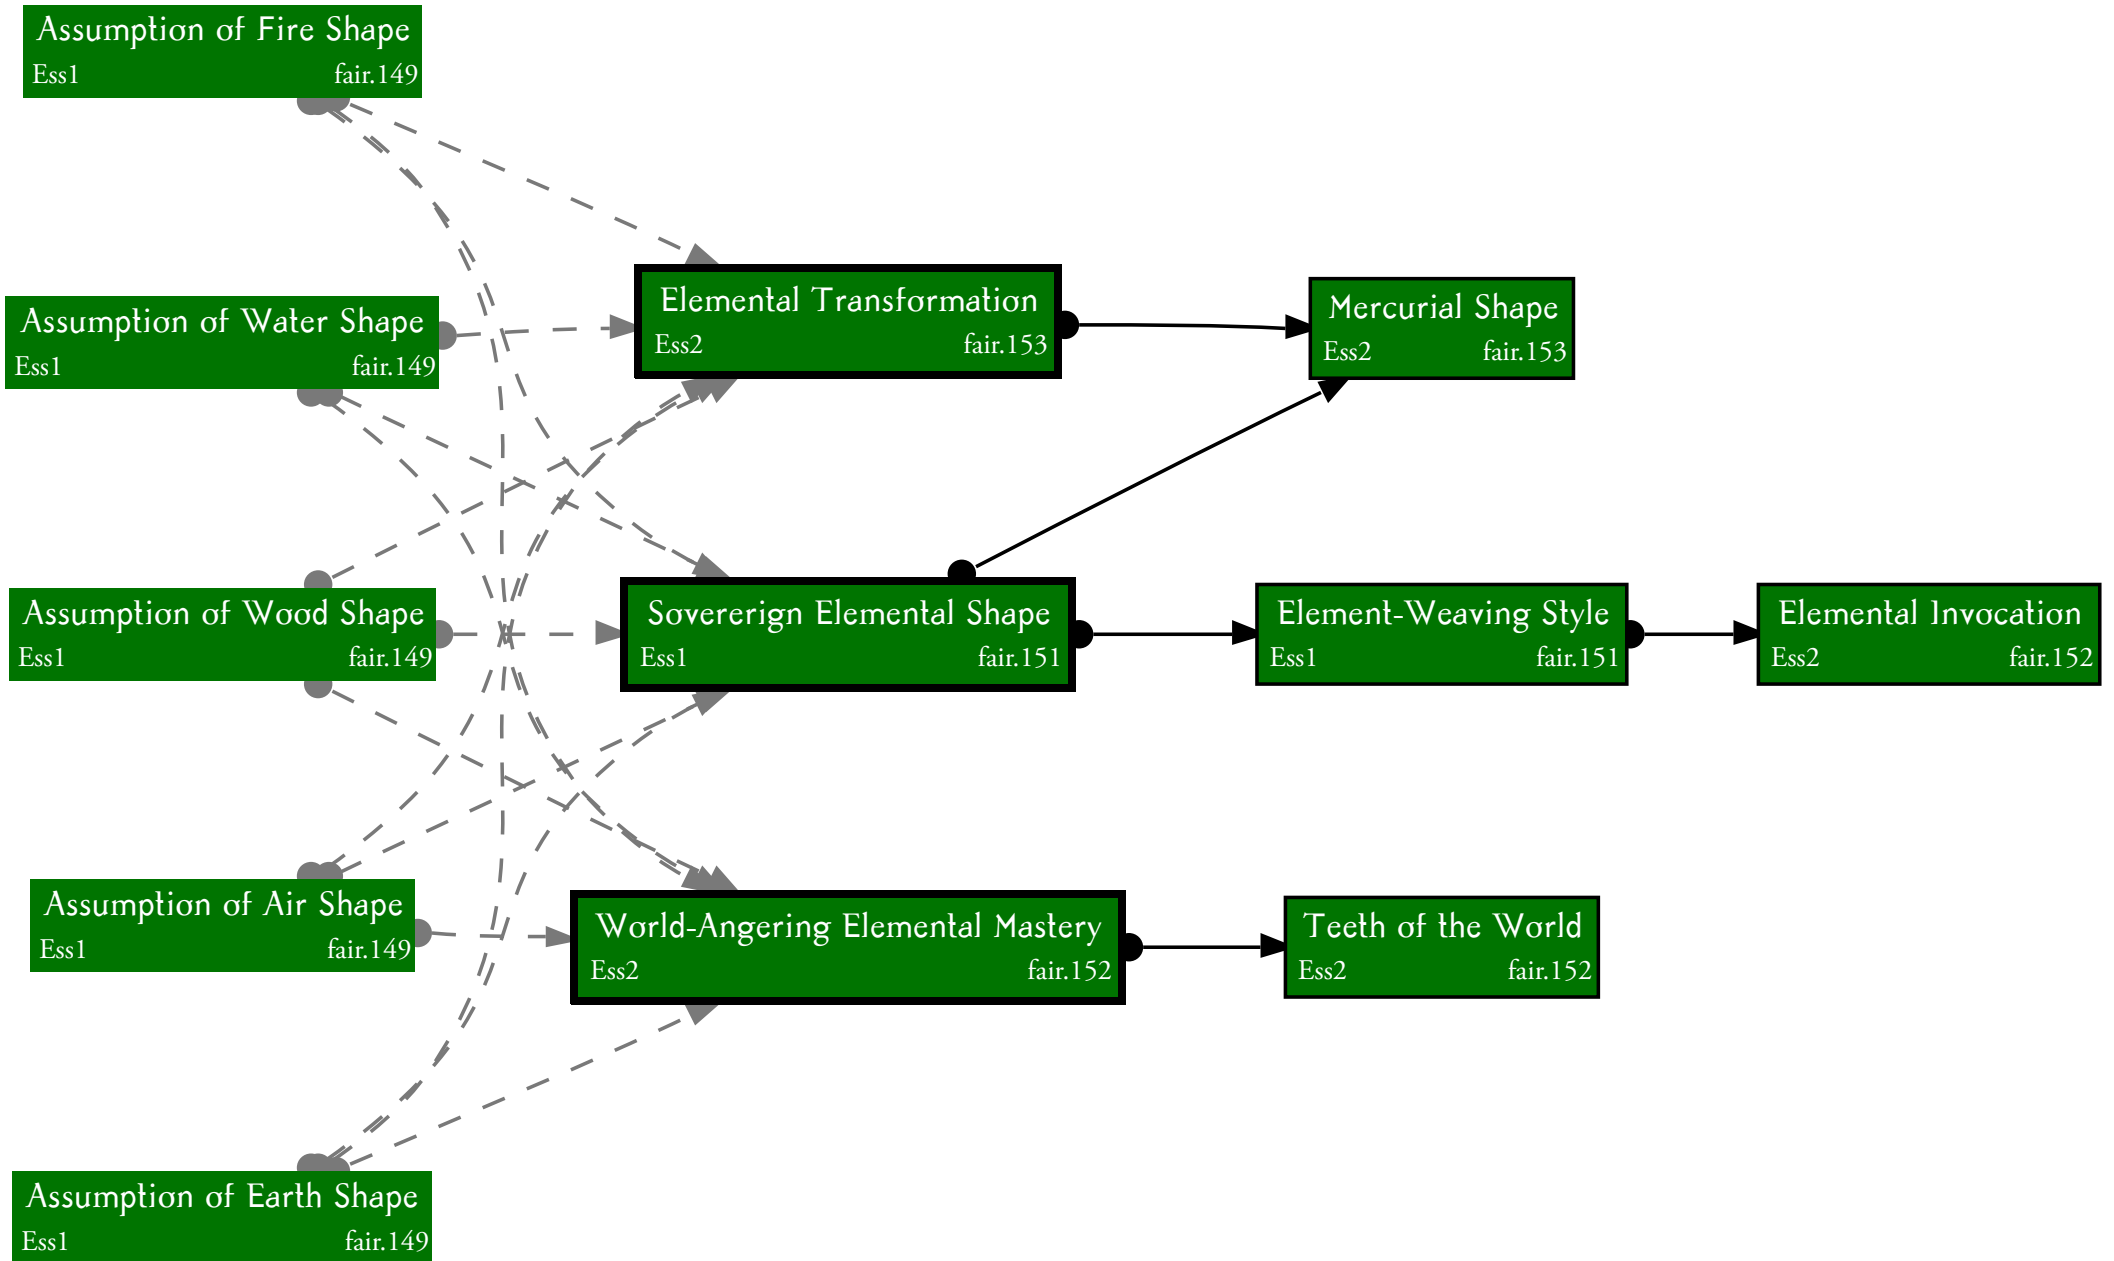 Assumption of Fire Shape
Ess1 fair.149
Assumption of Water Shape
Ess1 fair.149
Assumption of Wood Shape
Ess1 fair.149
Assumption of Air Shape
Ess1 fair.149
Assumption of Earth Shape
Ess1 fair.149
Elemental Transformation
Ess2 fair.153
Sovererign Elemental Shape
Ess1 fair.151
World-Angering Elemental Mastery
Ess2 fair.152
Mercurial Shape
Ess2 fair.153
Element-Weaving Style
Ess1 fair.151
Teeth of the World
Ess2 fair.152
Elemental Invocation
Ess2 fair.152